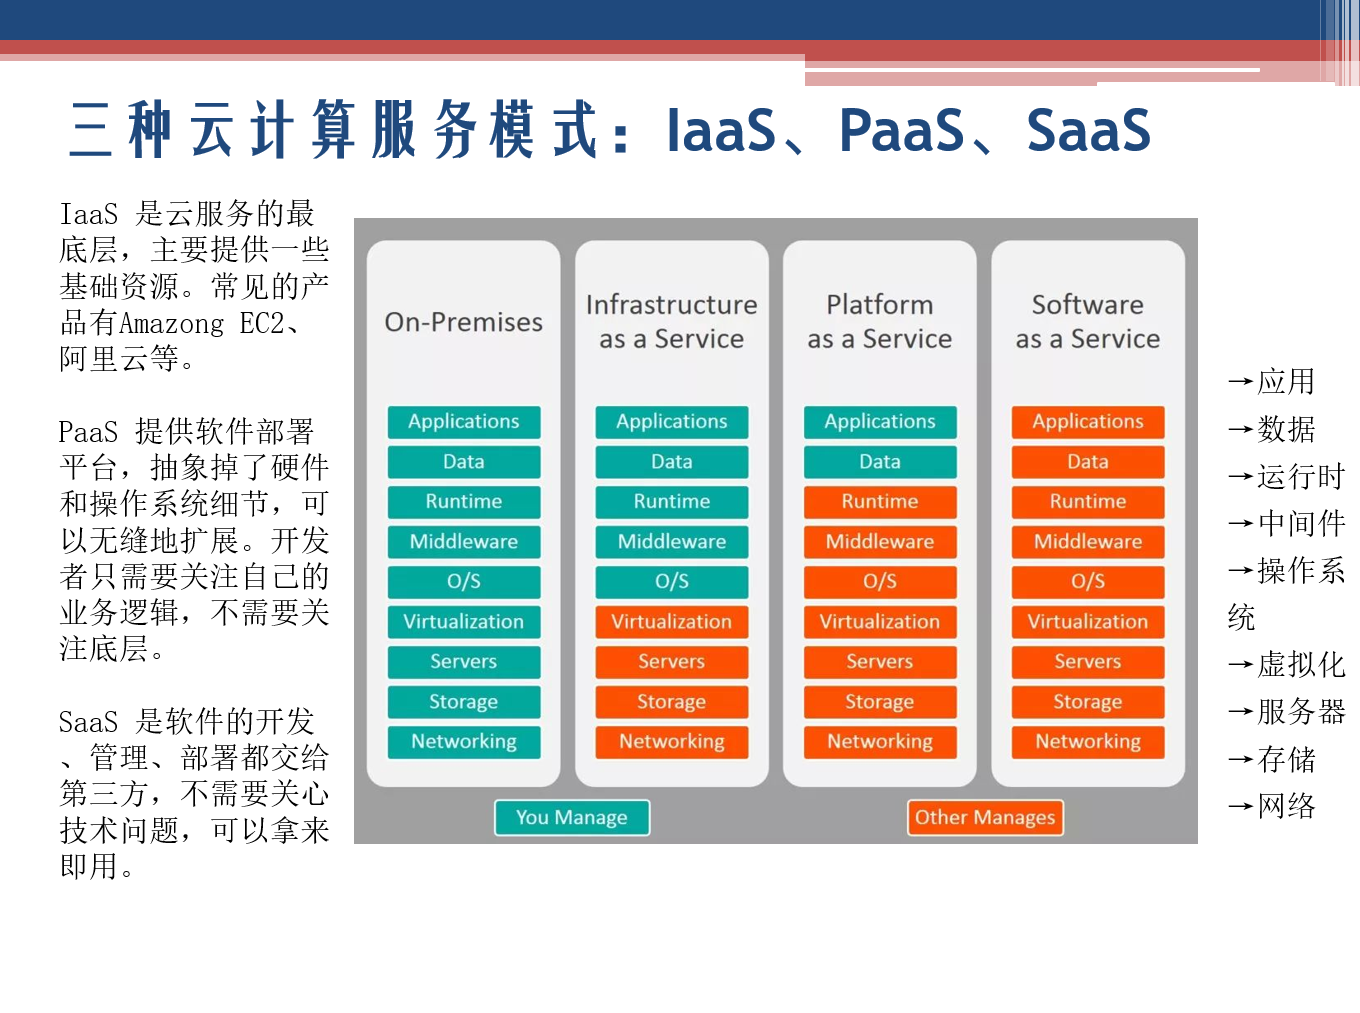 三种云计算服务模式：IaaS、PaaS、SaaS
IaaS 是云服务的最
底层，主要提供一些
基础资源。常见的产
品有Amazong EC2、
阿里云等。
PaaS 提供软件部署
平台，抽象掉了硬件
和操作系统细节，可
以无缝地扩展。开发
者只需要关注自己的
业务逻辑，不需要关
注底层。
SaaS 是软件的开发
、管理、部署都交给
第三方，不需要关心
技术问题，可以拿来
即用。
On-Premises
Applications
Data
Runtime
Middleware
O/S
Virtualization
Servers
Storage
Networking
Infrastructure
as a Service
Applications
Data
Runtime
Middleware
O/S
Virtualization
Servers
Storage
Networking
Platform
as a Service
Applications
Data
Runtime
Middleware
O/S
Virtualization
Servers
Storage
Networking
Software
as a Service
Applications
Data
Runtime
Middleware
O/S
Virtualization
Servers
Storage
Networking
You Manage
Other Manages
→应用
→数据
→运行时
→中间件
→操作系
统
→虚拟化
→服务器
→存储
→网络